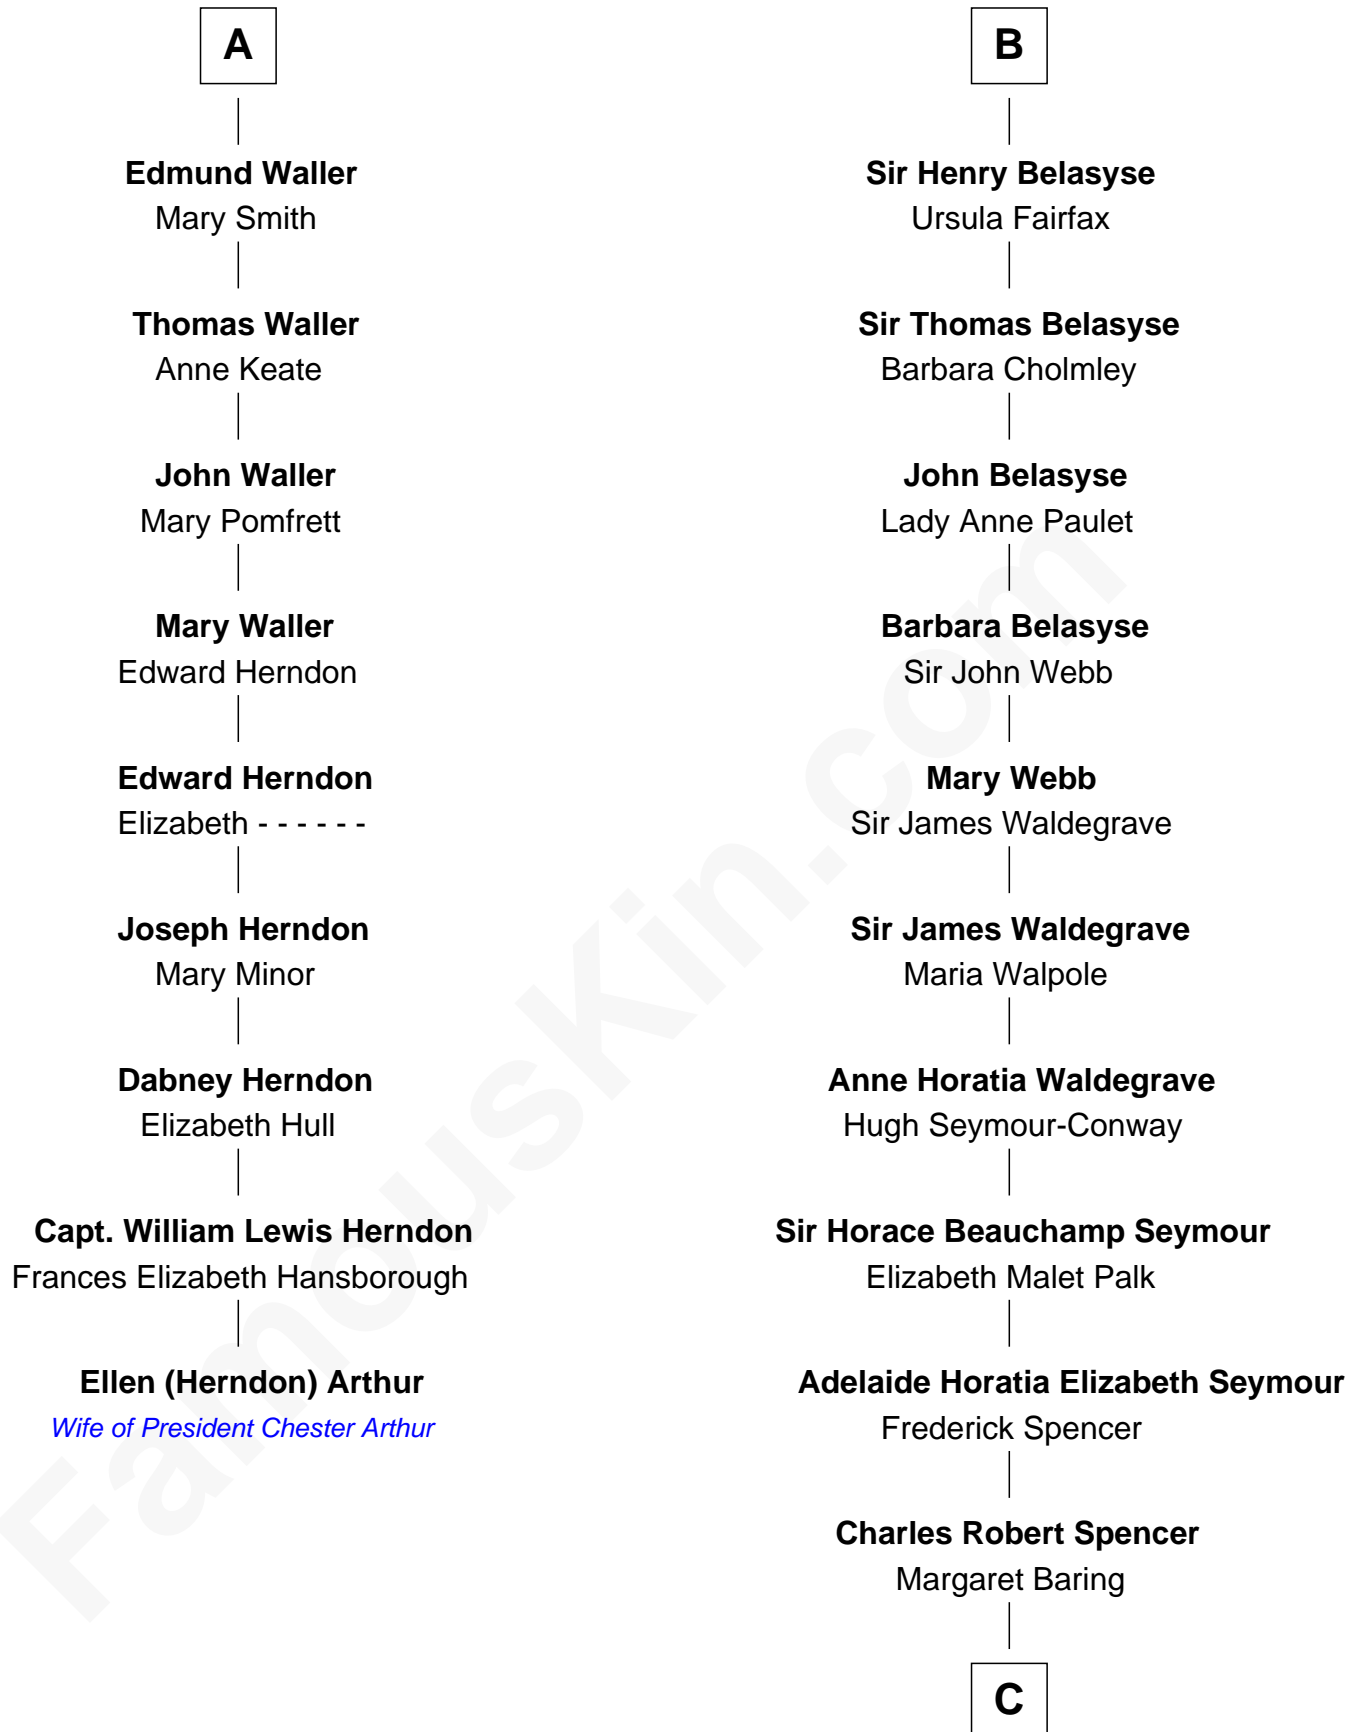 A
Edmund Waller
Mary Smith
Thomas Waller
Anne Keate
John Waller
Mary Pomfrett
Mary Waller
Edward Herndon
Edward Herndon
Elizabeth - - - - - -
Joseph Herndon
Mary Minor
Dabney Herndon
Elizabeth Hull
Capt. William Lewis Herndon
Frances Elizabeth Hansborough
Ellen (Herndon) Arthur
Wife of President Chester Arthur
B
Sir Henry Belasyse
Ursula Fairfax
Sir Thomas Belasyse
Barbara Cholmley
John Belasyse
Lady Anne Paulet
Barbara Belasyse
Sir John Webb
Mary Webb
Sir James Waldegrave
Sir James Waldegrave
Maria Walpole
Anne Horatia Waldegrave
Hugh Seymour-Conway
Sir Horace Beauchamp Seymour
Elizabeth Malet Palk
Adelaide Horatia Elizabeth Seymour
Frederick Spencer
Charles Robert Spencer
Margaret Baring
C
FamousKin.com